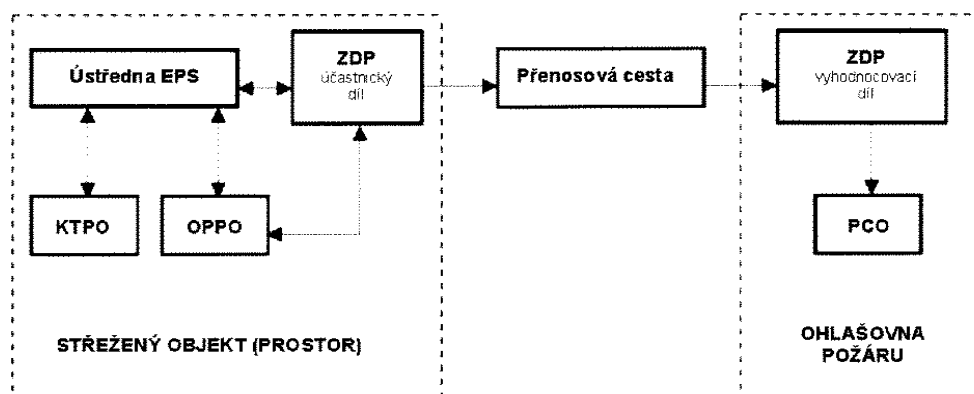 Ústředna EPS
ZDP
účastnický
díl
Přenosová cesta
ZDP
vyhodnocovací
díl
KTPO
OPPO
PCO
STŘEŽENÝ OBJEKT (PROSTOR)
OHLAŠOVNA
POŽÁRU